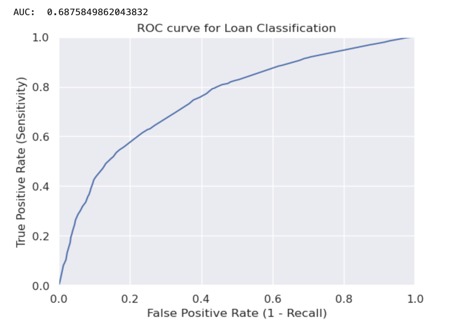 AUC: 0.6875849862043832
ROC curve for Loan Classification
1.0
0.8
0.6
0.4
0.2
0.0
True Positive Rate (Sensitivity)
0.0 0.2 0.4 0.6 0.8 1.0
False Positive Rate (1 - Recall)